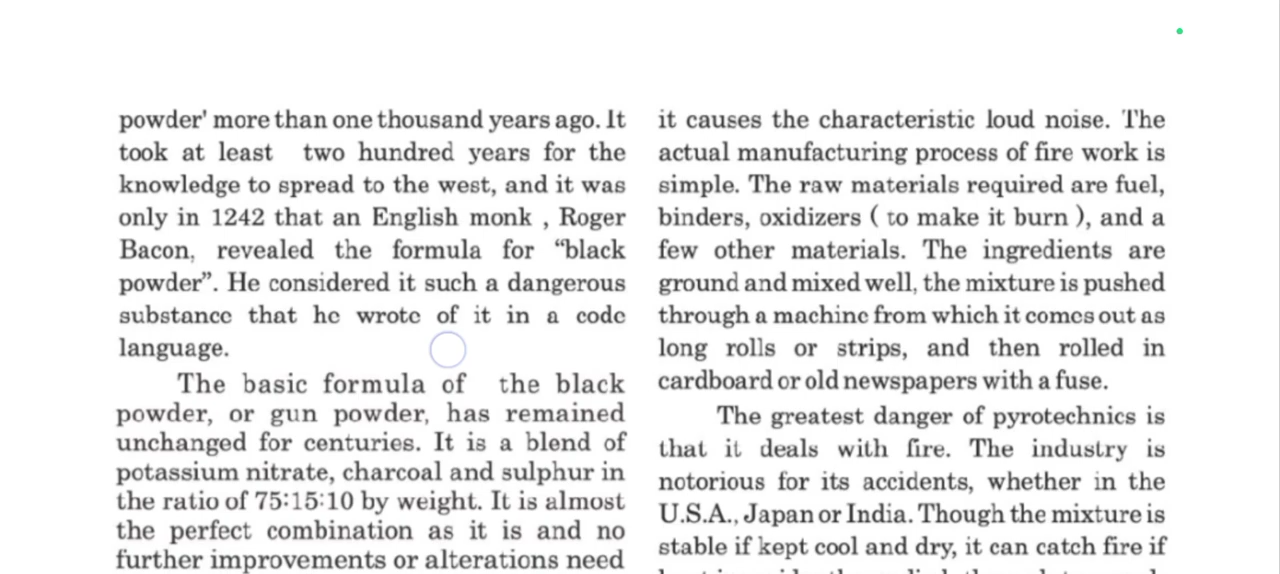 powder' more than one thousand years ago. It
took at least two hundred years for the
knowledge to spread to the west, and it was
only in 1242 that an English monk , Roger
Bacon, revealed the formula for “black
powder”. He considered it such a dangerous
substance that he wrote of it in a code
language.
The basic formula of the black
powder, or gun powder, has remained
unchanged for centuries. It is a blend of
potassium nitrate, charcoal and sulphur in
the ratio of 75:15:10 by weight. It is almost
the perfect combination as it is and no
further improvements or alterations need
it causes the characteristic loud noise. The
actual manufacturing process of fire work is
simple. The raw materials required are fuel,
binders, oxidizers ( to make it burn ), and a
few other materials. The ingredients are
ground and mixed well, the mixture is pushed
through a machine from which it comes out as
long rolls or strips, and then rolled in
cardboard or old newspapers with a fuse.
The greatest danger of pyrotechnics is
that it deals with fire. The industry is
notorious for its accidents, whether in the
U.S.A., Japan or India. Though the mixture is
stable if kept cool and dry, it can catch fire if